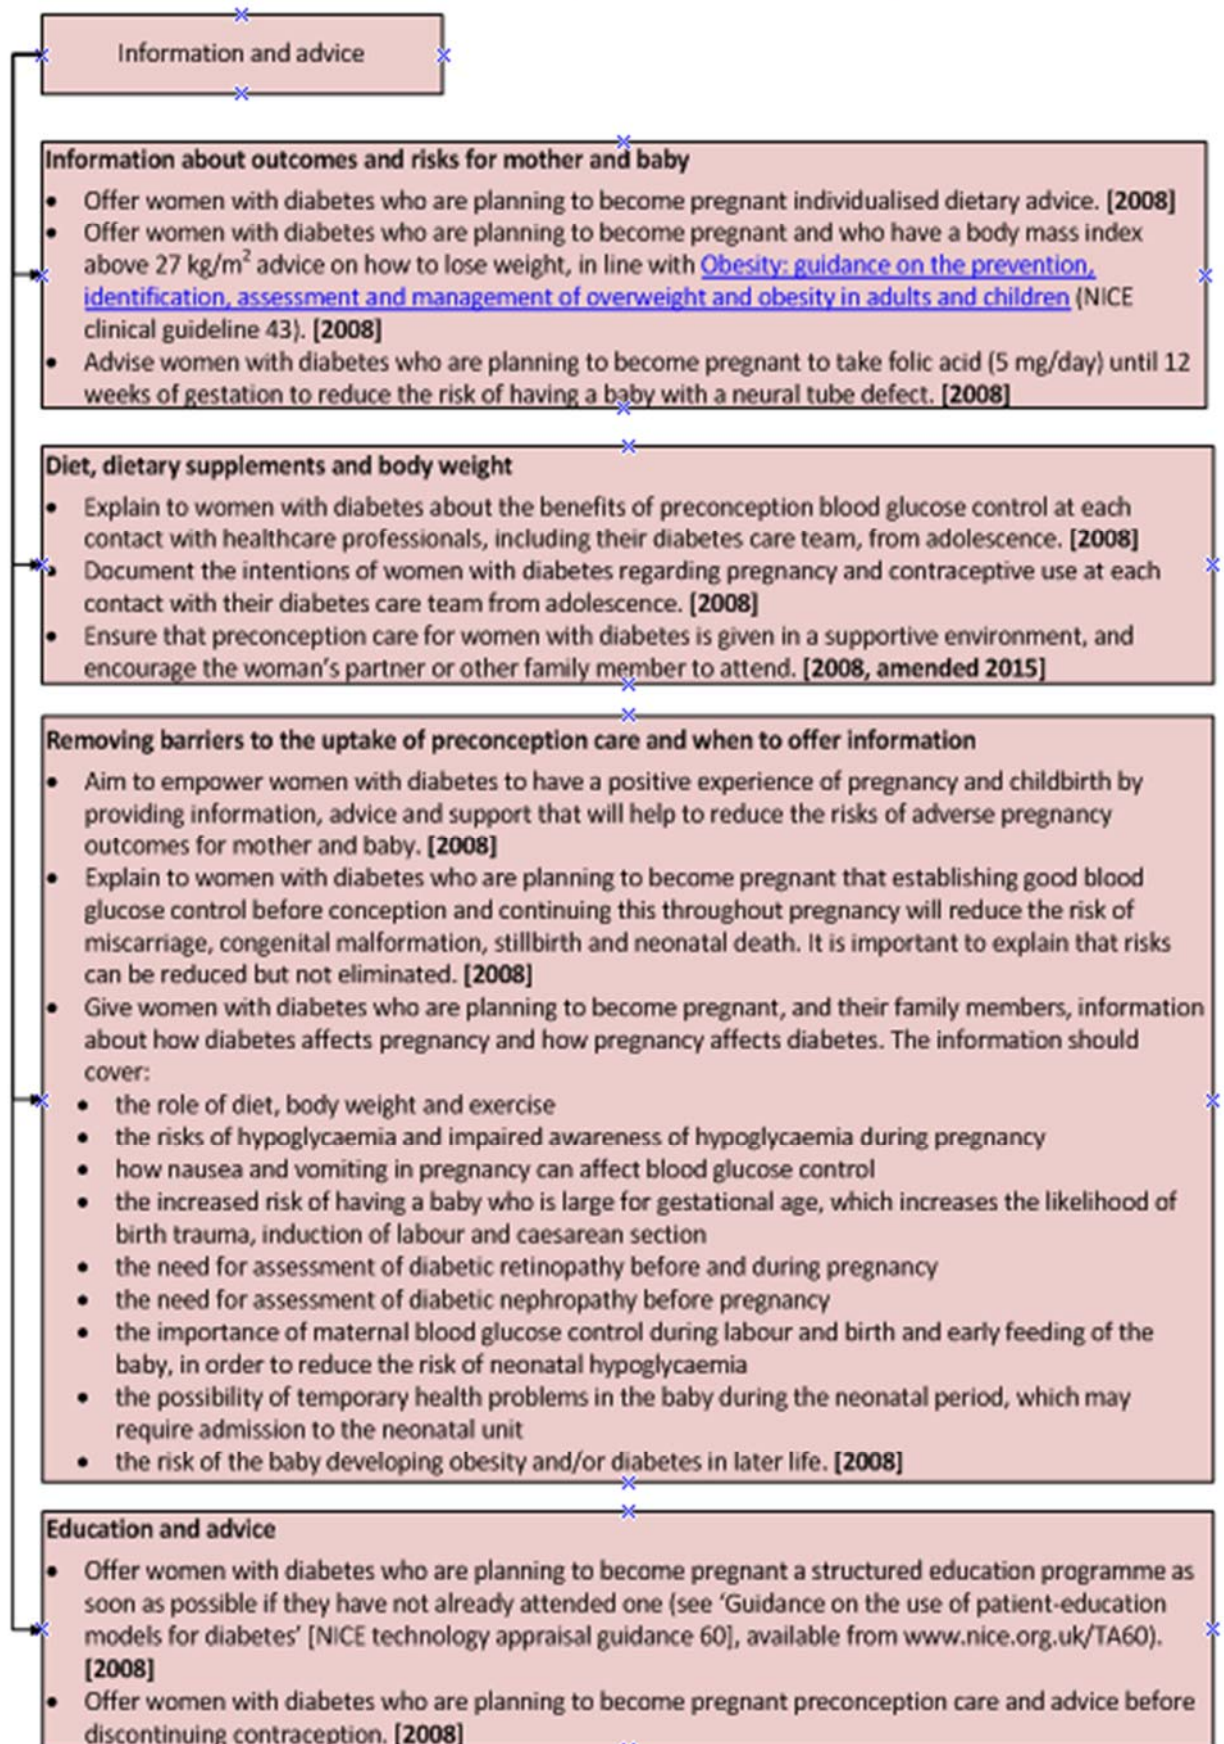 Information and advice
Information about outcomes and risks for mother and baby
• Offer women with diabetes who are planning to become pregnant individualised dietary advice. [2008]
• Offer women with diabetes who are planning to become pregnant and who have a body mass index
above 27 kg/m² advice on how to lose weight, in line with Obesity: guidance on the prevention,
identification, assessment and management of overweight and obesity in adults and children (NICE
clinical guideline 43). [2008]
• Advise women with diabetes who are planning to become pregnant to take folic acid (5 mg/day) until 12
weeks of gestation to reduce the risk of having a baby with a neural tube defect. [2008]
Diet, dietary supplements and body weight
• Explain to women with diabetes about the benefits of preconception blood glucose control at each
contact with healthcare professionals, including their diabetes care team, from adolescence. [2008]
• Document the intentions of women with diabetes regarding pregnancy and contraceptive use at each
contact with their diabetes care team from adolescence. [2008]
• Ensure that preconception care for women with diabetes is given in a supportive environment, and
encourage the woman's partner or other family member to attend. [2008, amended 2015]
Removing barriers to the uptake of preconception care and when to offer information
• Aim to empower women with diabetes to have a positive experience of pregnancy and childbirth by
providing information, advice and support that will help to reduce the risks of adverse pregnancy
outcomes for mother and baby. [2008]
• Explain to women with diabetes who are planning to become pregnant that establishing good blood
glucose control before conception and continuing this throughout pregnancy will reduce the risk of
miscarriage, congenital malformation, stillbirth and neonatal death. It is important to explain that risks
can be reduced but not eliminated. [2008]
• Give women with diabetes who are planning to become pregnant, and their family members, information
about how diabetes affects pregnancy and how pregnancy affects diabetes. The information should
cover:
• the role of diet, body weight and exercise
• the risks of hypoglycaemia and impaired awareness of hypoglycaemia during pregnancy
• how nausea and vomiting in pregnancy can affect blood glucose control
• the increased risk of having a baby who is large for gestational age, which increases the likelihood of
birth trauma, induction of labour and caesarean section
• the need for assessment of diabetic retinopathy before and during pregnancy
• the need for assessment of diabetic nephropathy before pregnancy
• the importance of maternal blood glucose control during labour and birth and early feeding of the
baby, in order to reduce the risk of neonatal hypoglycaemia
• the possibility of temporary health problems in the baby during the neonatal period, which may
require admission to the neonatal unit
• the risk of the baby developing obesity and/or diabetes in later life. [2008]
Education and advice
• Offer women with diabetes who are planning to become pregnant a structured education programme as
soon as possible if they have not already attended one (see 'Guidance on the use of patient-education
models for diabetes' [NICE technology appraisal guidance 60], available from www.nice.org.uk/TA60).
[2008]
• Offer women with diabetes who are planning to become pregnant preconception care and advice before
discontinuing contraception. [2008]